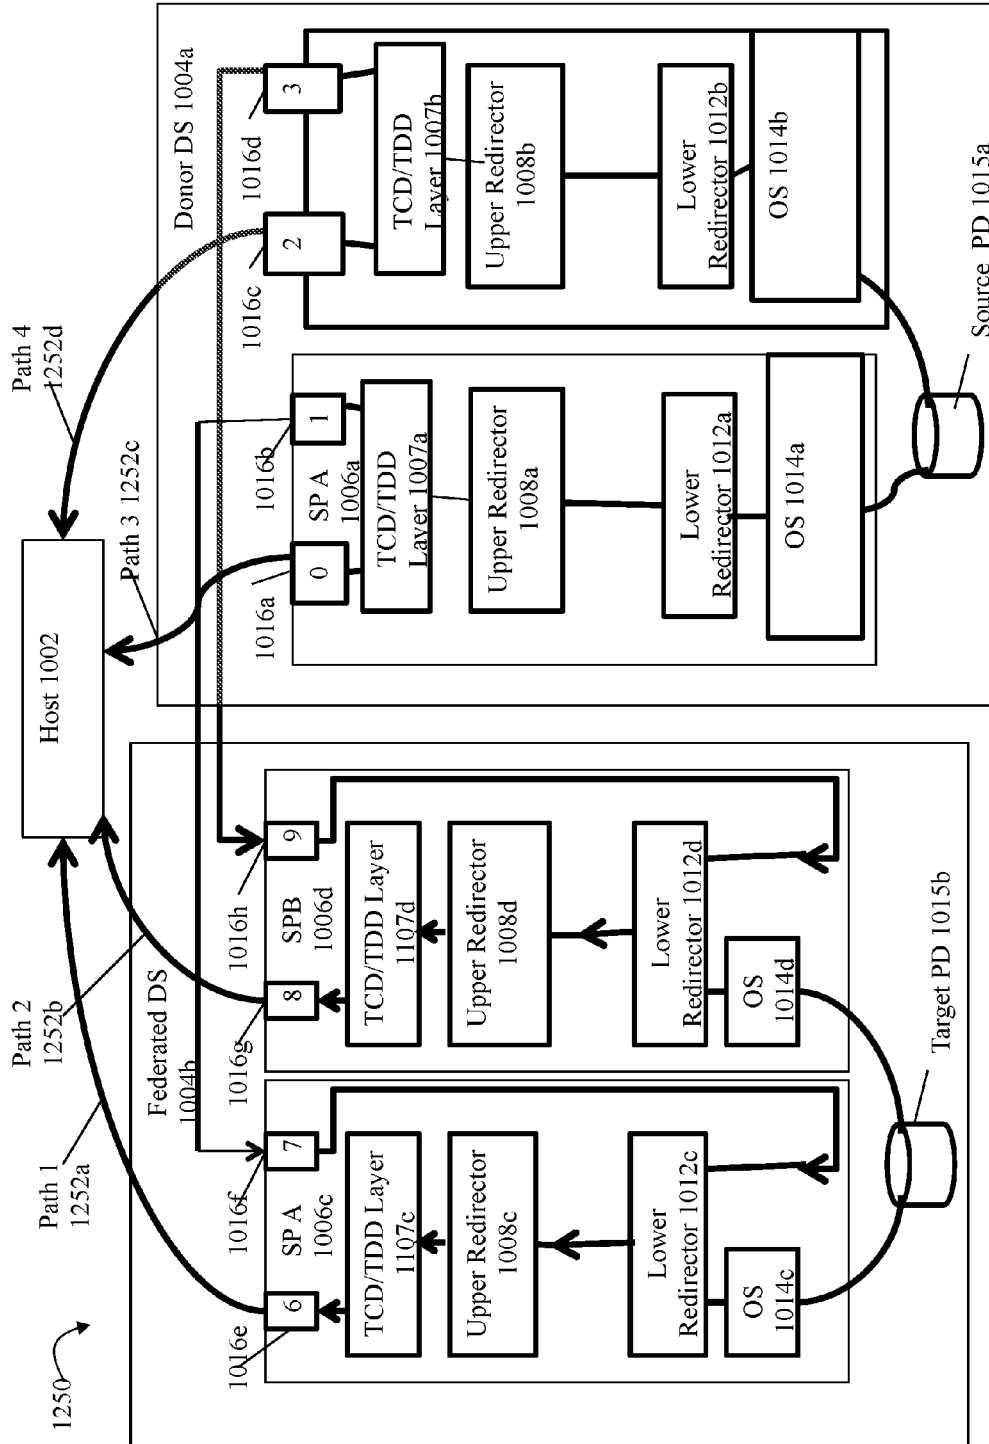 1250
Path 1
1252a
Path 2
1252b
Host 1002
Path 3 1252c
Path 4
1252d
Federated DS
1004b
Donor DS 1004a
1016e
6
SP A
1006c
1016f
7
TCD/TDD Layer
1107c
Upper Redirector
1008c
Lower
Redirector 1012c
OS
1014c
1016g
8
SPB
1006d
1016h
9
TCD/TDD Layer
1107d
Upper Redirector
1008d
Lower
Redirector 1012d
OS
1014d
Target PD 1015b
1016a
0
SP A
1006a
1016b
1
TCD/TDD
Layer 1007a
Upper Redirector
1008a
Lower
Redirector 1012a
OS 1014a
1016c
2
1016d
3
TCD/TDD
Layer 1007b
Upper Redirector
1008b
Lower
Redirector 1012b
OS 1014b
Source PD 1015a